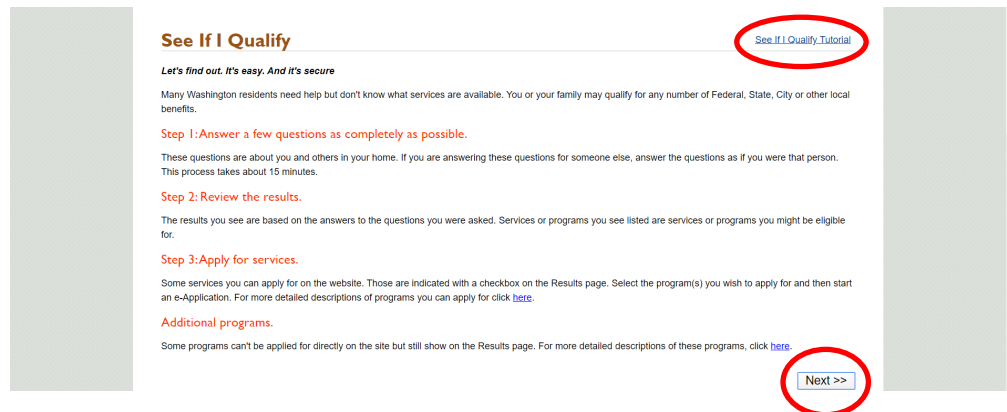 See If I Qualify
See If I Qualify Tutorial
Let's find out. It's easy. And it's secure
Many Washington residents need help but don't know what services are available. You or your family may qualify for any number of Federal, State, City or other local
benefits.
Step 1:Answer a few questions as completely as possible.
These questions are about you and others in your home. If you are answering these questions for someone else, answer the questions as if you were that person.
This process takes about 15 minutes.
Step 2: Review the results.
The results you see are based on the answers to the questions you were asked. Services or programs you see listed are services or programs you might be eligible
for.
Step 3:Apply for services.
Some services you can apply for on the website. Those are indicated with a checkbox on the Results page. Select the program(s) you wish to apply for and then start
an e-Application. For more detailed descriptions of programs you can apply for click here.
Additional programs.
Some programs can't be applied for directly on the site but still show on the Results page. For more detailed descriptions of these programs, click here.
Next >>